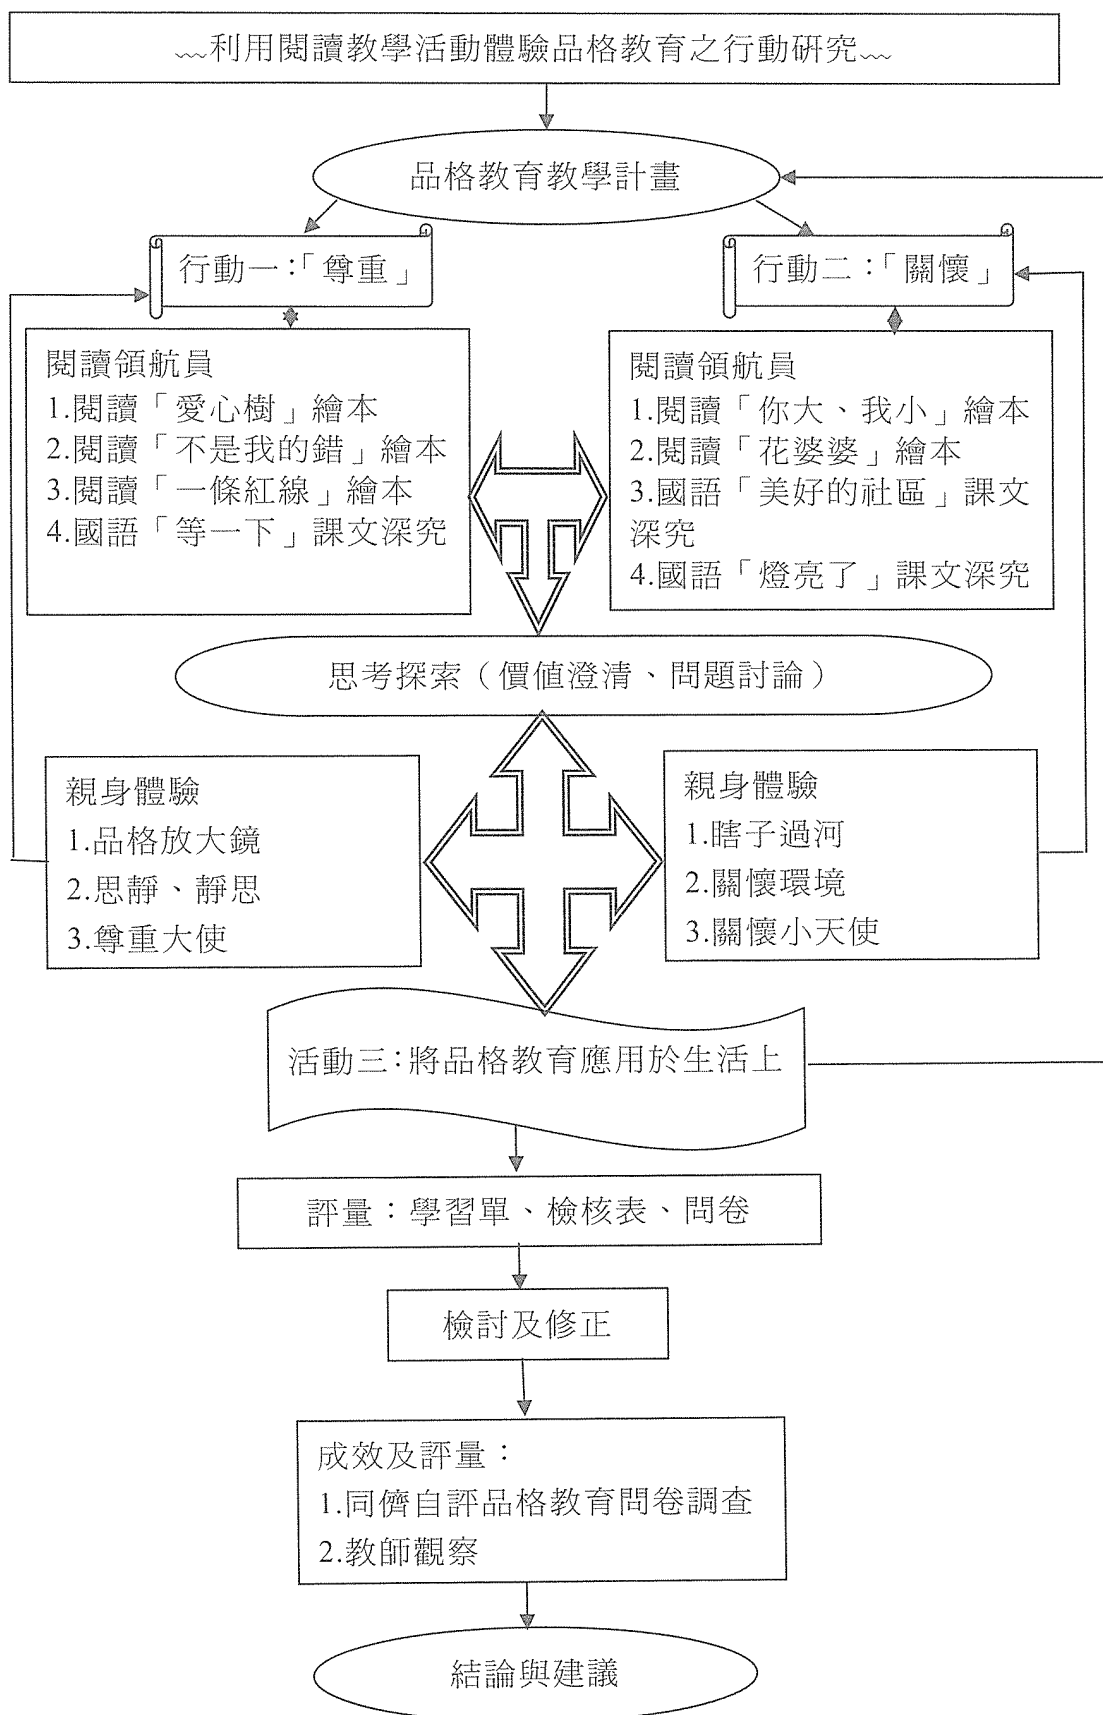 ﹏利用閱讀教學活動體驗品格教育之行動研究﹏
品格教育教學計畫
行動一：「尊重」
行動二：「關懷」
閱讀領航員
1.閱讀「愛心樹」繪本
2.閱讀「不是我的錯」繪本
3.閱讀「一條紅線」繪本
4.國語「等一下」課文深究
閱讀領航員
1.閱讀「你大、我小」繪本
2.閱讀「花婆婆」繪本
3.國語「美好的社區」課文
深究
4.國語「燈亮了」課文深究
思考探索（價值澄清、問題討論）
親身體驗
1.品格放大鏡
2.思靜、靜思
3.尊重大使
親身體驗
1.瞎子過河
2.關懷環境
3.關懷小天使
活動三：將品格教育應用於生活上
評量：學習單、檢核表、問卷
檢討及修正
成效及評量：
1.同儕自評品格教育問卷調查
2.教師觀察
結論與建議